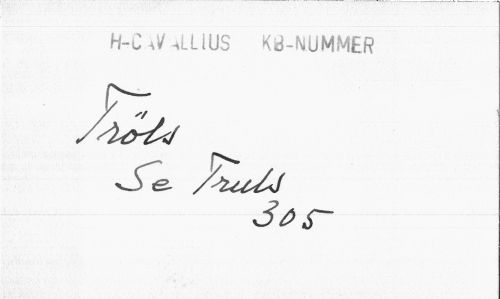 H-CAVALLIUS KB-NUMMER
Tröls
Se Truls
305